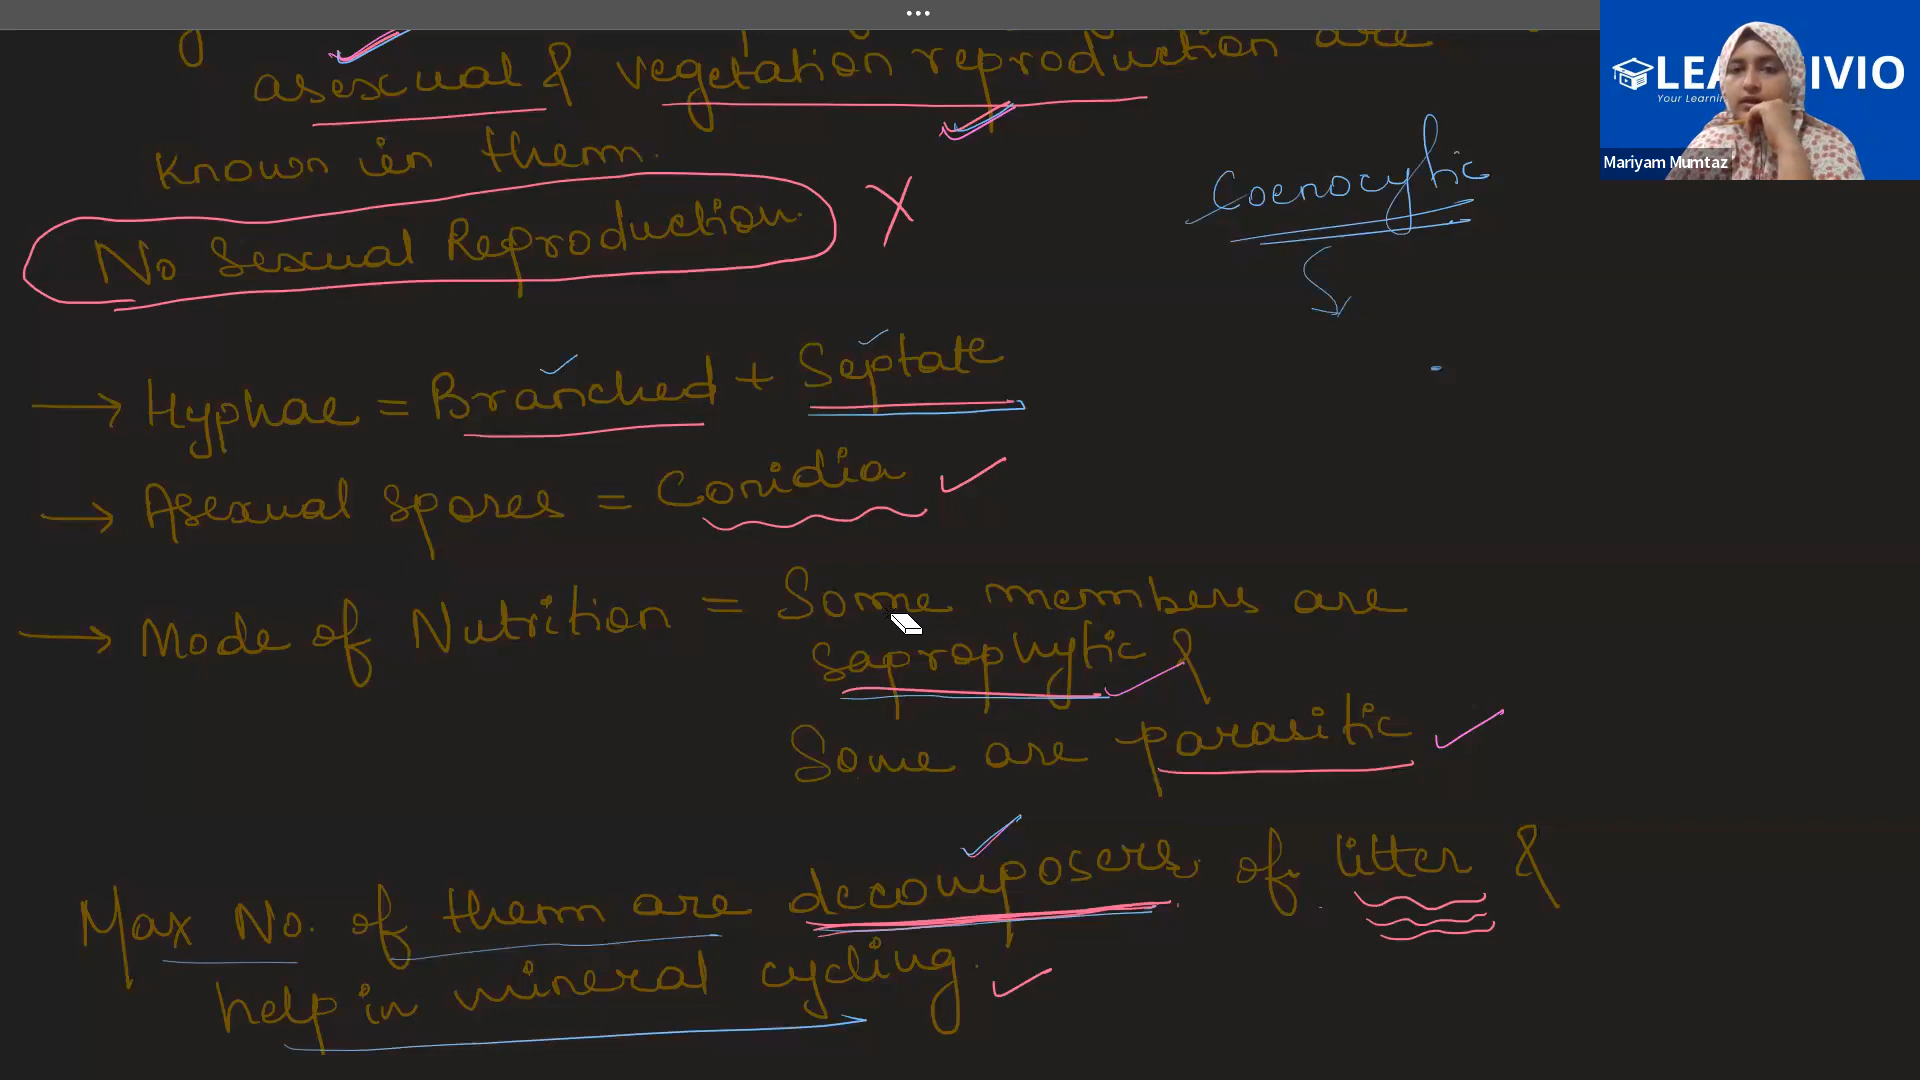 ...
LEA IVIO
Your Learnin
Mariyam Mumtaz
are
asexual & vegetation reproduction
known in them.
No Sexual Reproduction.
X
Coenocytic
→ Hyphae = Branched + Septate
→ Asexual spores = Conidia
→ Mode of Nutrition = Some members are
saprophytic &
Some are parasitic
Max No. of them are decomposers of litter &
help in mineral cycling.